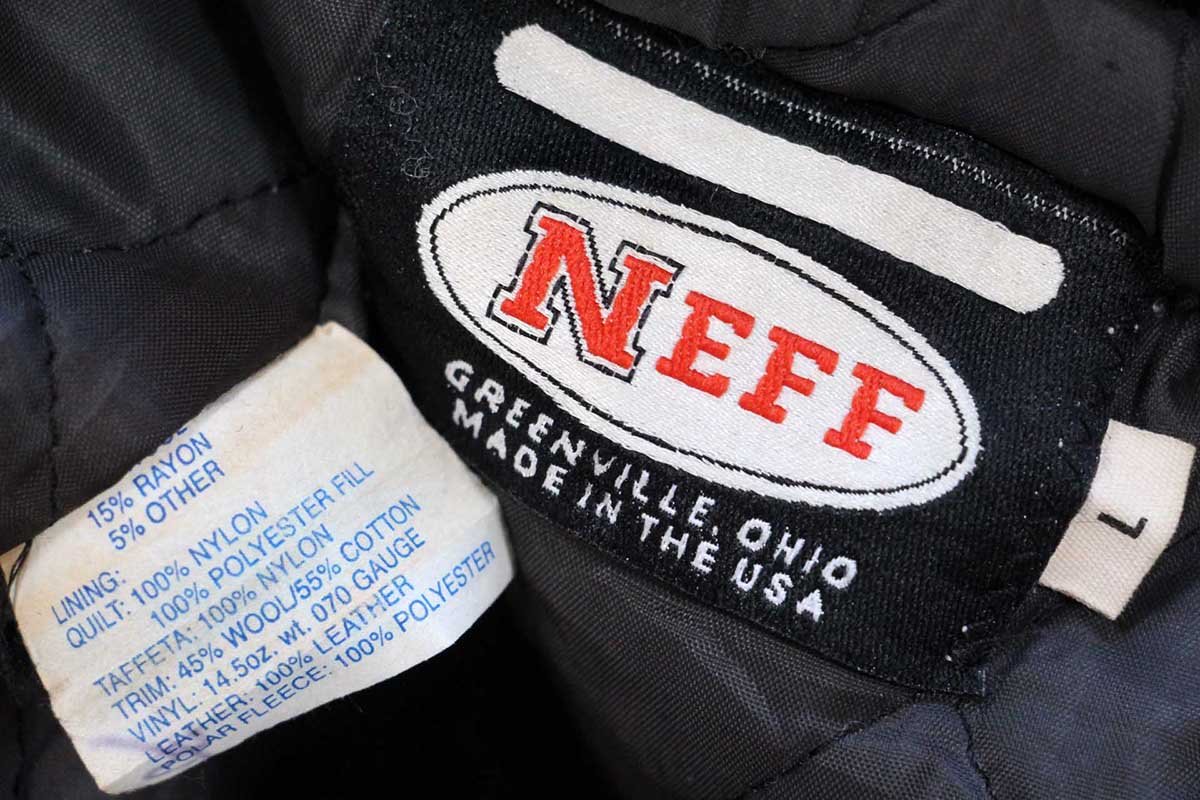 NEFF
GREENVILLE, OHIO
MADE IN THE USA
L
15% RAYON
5% OTHER
LINING:
QUILT: 100% NYLON
100% POLYESTER FILL
TAFFETA: 100% NYLON
TRIM: 45% WOOL/55% COTTON
VINYL: 14.5oz. wt. 070 GAUGE
LEATHER: 100% LEATHER
POLAR FLEECE: 100% POLYESTER